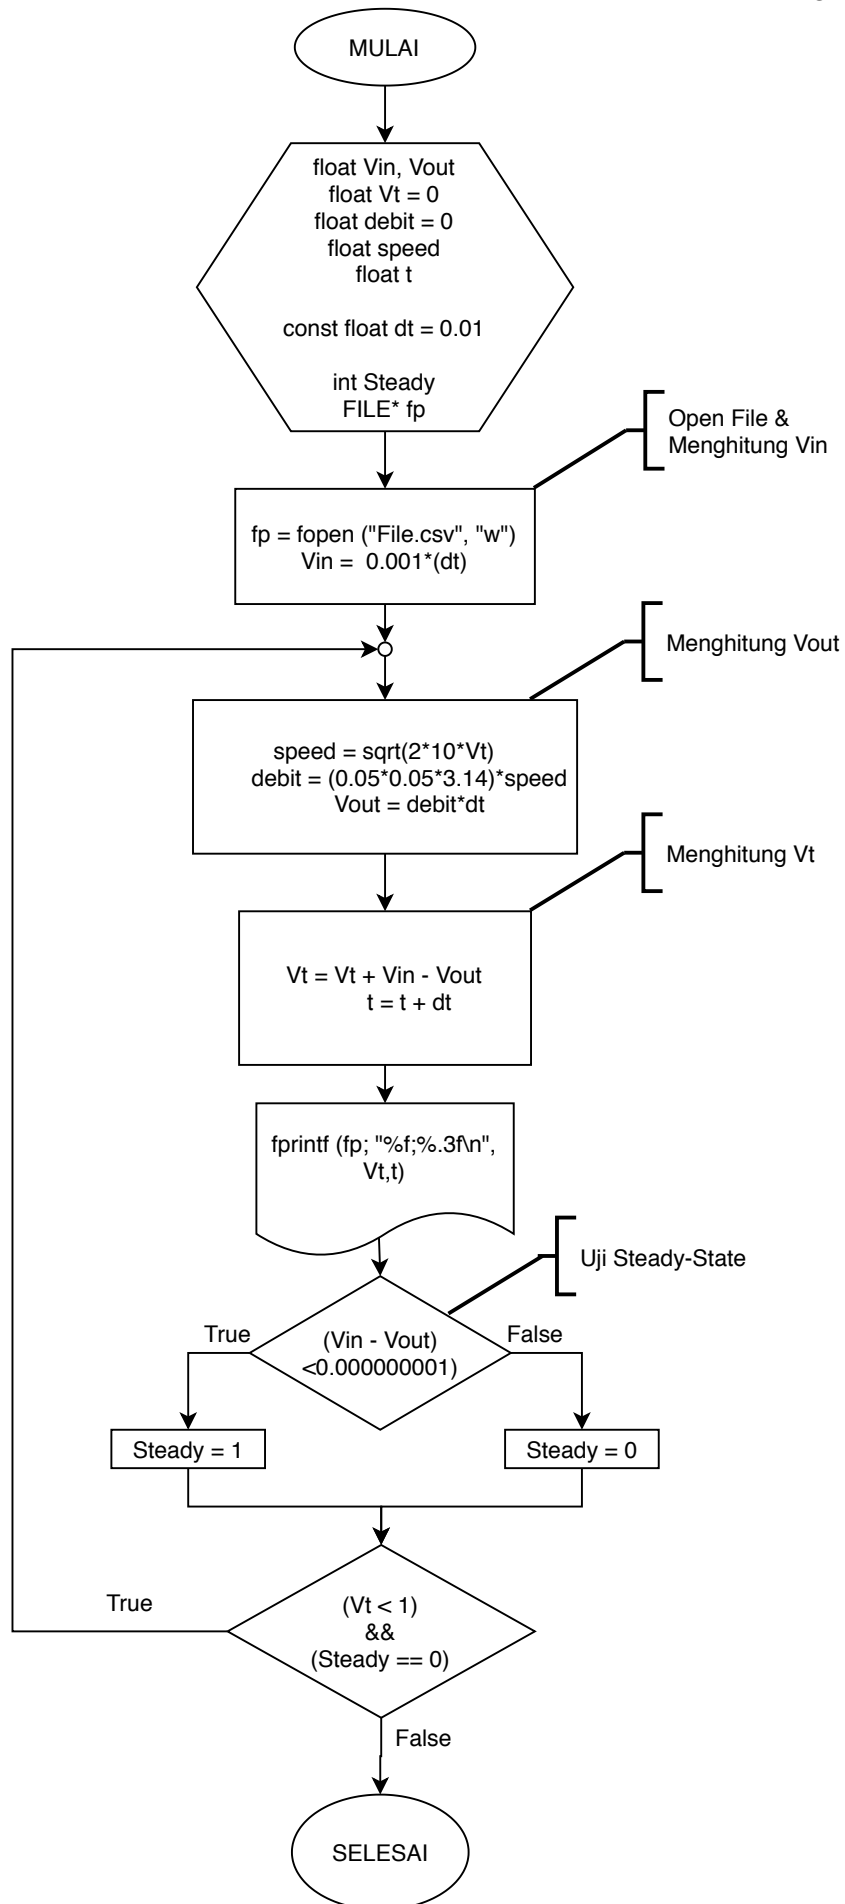 MULAI
float Vin, Vout
float Vt = 0
float debit = 0
float speed
float t
const float dt = 0.01
int Steady
FILE* fp
Open File &
Menghitung Vin
fp = fopen ("File.csv", "w")
Vin =  0.001*(dt)
Menghitung Vout
speed = sqrt(2*10*Vt)
debit = (0.05*0.05*3.14)*speed
Vout = debit*dt
Menghitung Vt
Vt = Vt + Vin - Vout
t = t + dt
fprintf (fp; "%f;%.3f\n",
Vt,t)
Uji Steady-State
True
(Vin - Vout)
<0.000000001)
False
Steady = 1
Steady = 0
True
(Vt < 1)
&&
(Steady == 0)
False
SELESAI